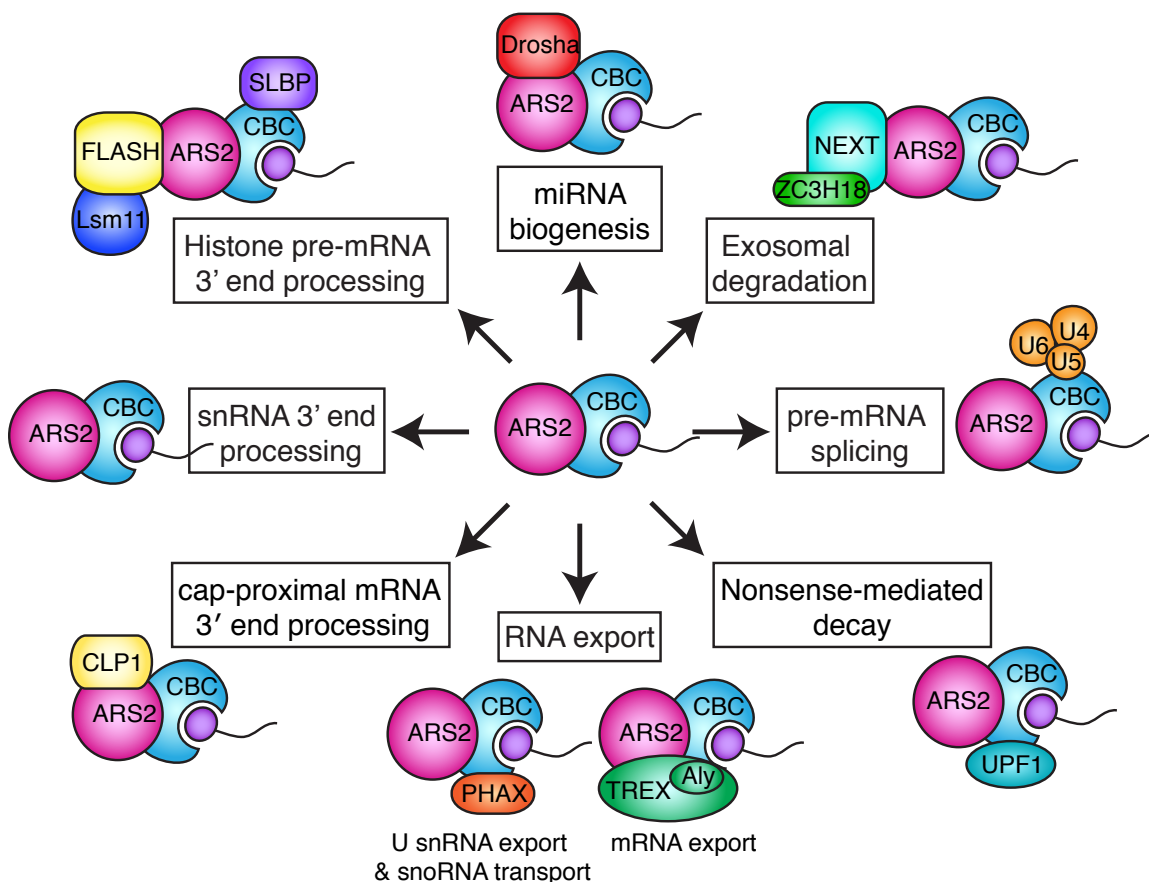 Drosha
CBC
ARS2
miRNA
biogenesis
SLBP
CBC
FLASH
ARS2
Lsm11
Histone pre-mRNA
3’ end processing
CBC
NEXT
ARS2
ZC3H18
Exosomal
degradation
CBC
ARS2
snRNA 3’ end
processing
CBC
ARS2
U4
U6
U5
CBC
ARS2
pre-mRNA
splicing
cap-proximal mRNA
3′ end processing
CLP1
CBC
ARS2
RNA export
CBC
ARS2
PHAX
U snRNA export
& snoRNA transport
CBC
ARS2
Aly
TREX
mRNA export
Nonsense-mediated
decay
CBC
ARS2
UPF1